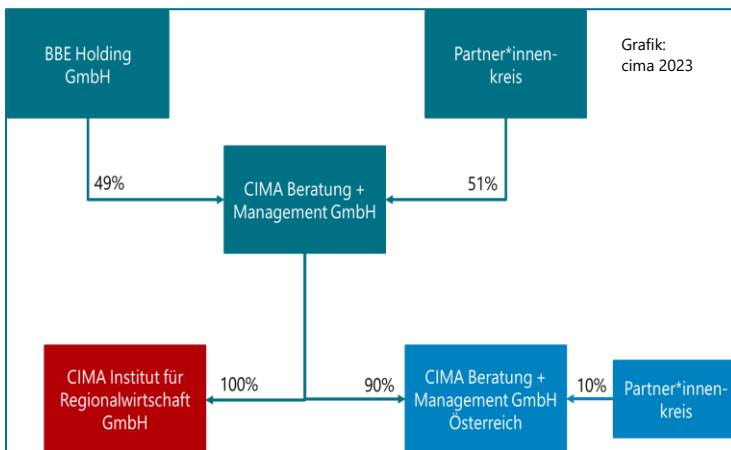 BBE Holding
GmbH
Partner*innen-
kreis
Grafik:
cima 2023
49%
CIMA Beratung +
Management GmbH
51%
CIMA Institut für
Regionalwirtschaft
GmbH
100%
90%
CIMA Beratung +
Management GmbH
Österreich
10%
Partner*innen-
kreis